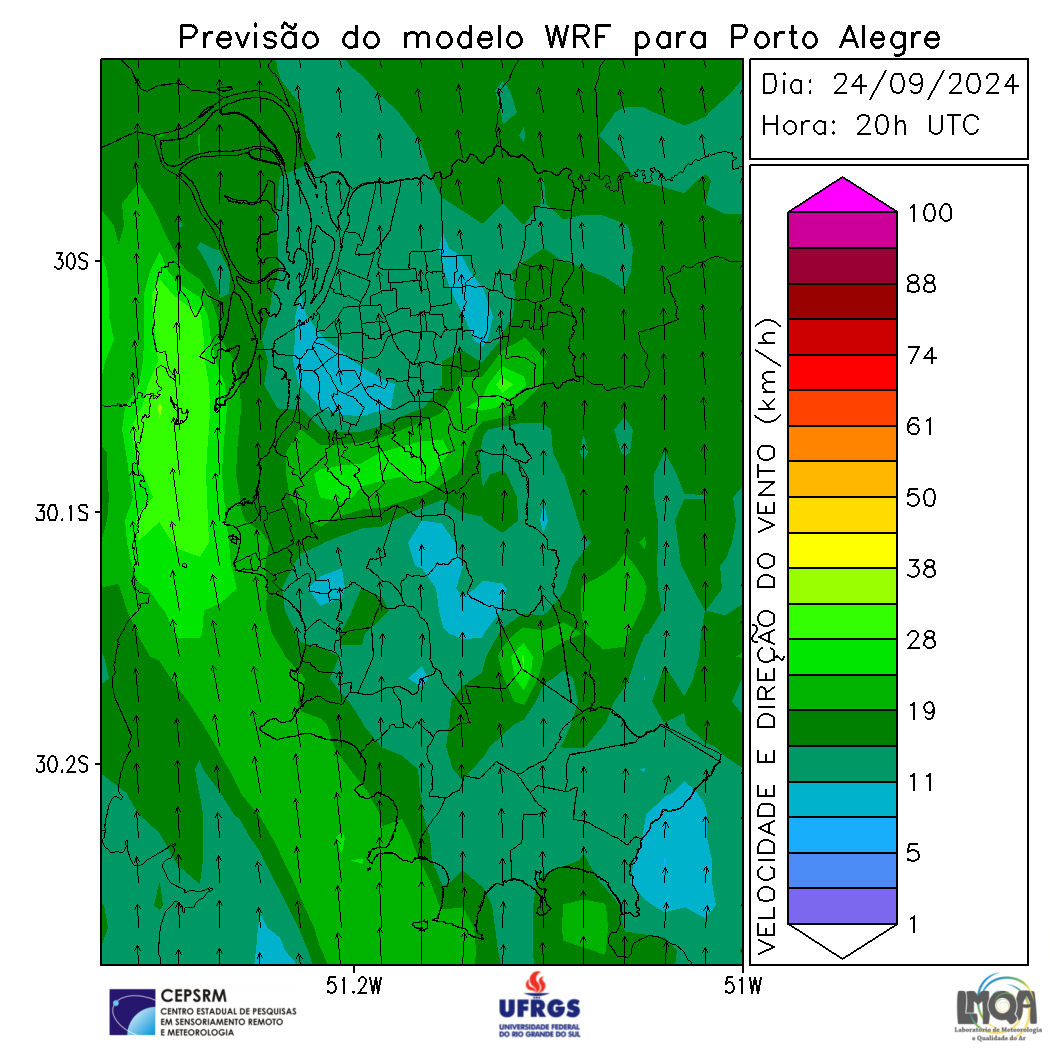 Previsão do modelo WRF para Porto Alegre
Dia: 24/09/2024
Hora: 20h UTC
30S
30.1S
30.2S
51.2W
51W
VELOCIDADE E DIREÇÃO DO VENTO (km/h)
100
88
74
61
50
38
28
19
11
5
1
CEPSRM
CENTRO ESTADUAL DE PESQUISAS
EM SENSORIAMENTO REMOTO
E METEOROLOGIA
UFRGS
UNIVERSIDADE FEDERAL
DO RIO GRANDE DO SUL
LMQA
Laboratório de Meteorologia
e Qualidade do Ar